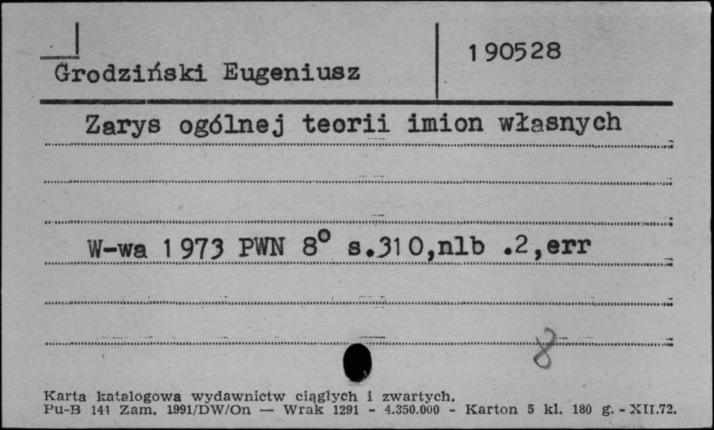 190528
Grodziński Eugeniusz
Zarys ogólnej teorii imion własnych
W-wa 1973 PWN 8° s.310,nlb .2,err
8
Karta katalogowa wydawnictw ciągłych i zwartych.
Pu-B 141 Zam. 1991/DW/On — Wrak 1291 - 4.350.000 - Karton 5 kl. 180 g. - XII.72.